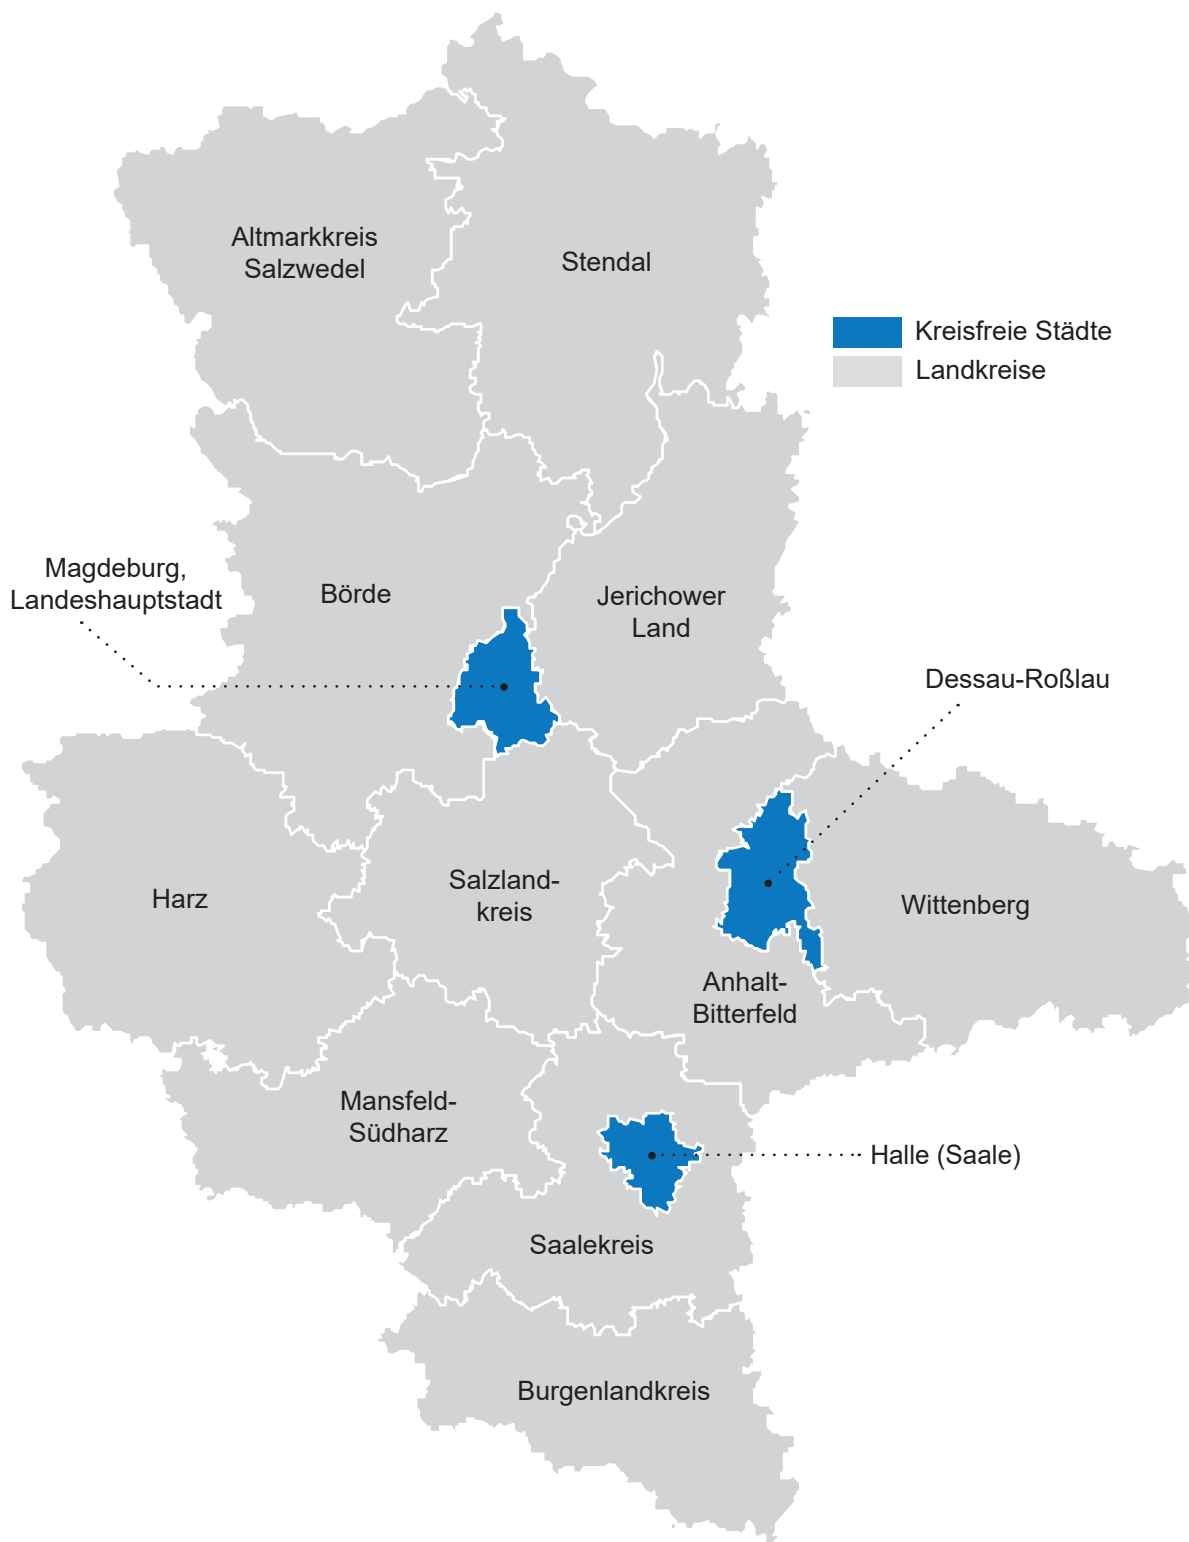 Altmarkkreis
Salzwedel
Stendal
Kreisfreie Städte
Landkreise
Magdeburg,
Landeshauptstadt
Börde
Jerichower
Land
Dessau-Roßlau
Harz
Salzland-
kreis
Wittenberg
Anhalt-
Bitterfeld
Mansfeld-
Südharz
Halle (Saale)
Saalekreis
Burgenlandkreis